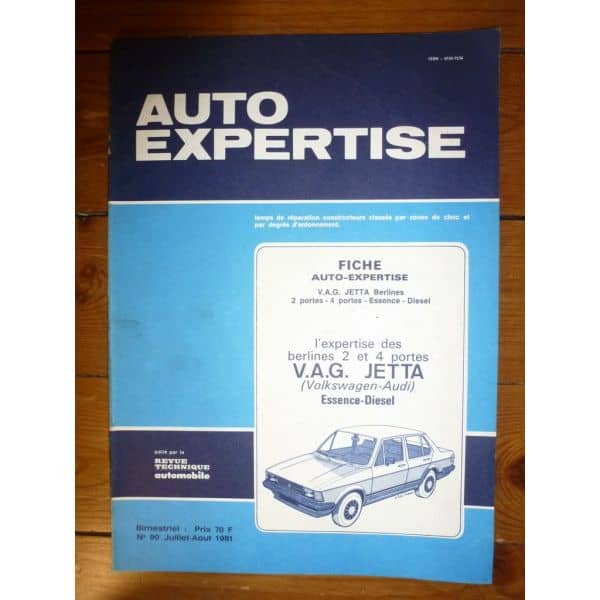 AUTO
EXPERTISE
temps de réparation constructeurs classés par zônes de choc et
par degrés d'enfoncement.
FICHE
AUTO-EXPERTISE
V.A.G. JETTA Berlines
2 portes - 4 portes - Essence - Diesel
l'expertise des
berlines 2 et 4 portes
V.A.G. JETTA
(Volkswagen-Audi)
Essence-Diesel
édité par la
REVUE
TECHNIQUE
automobile
Bimestriel : Prix 70 F
N° 90 Juillet-Aout 1981